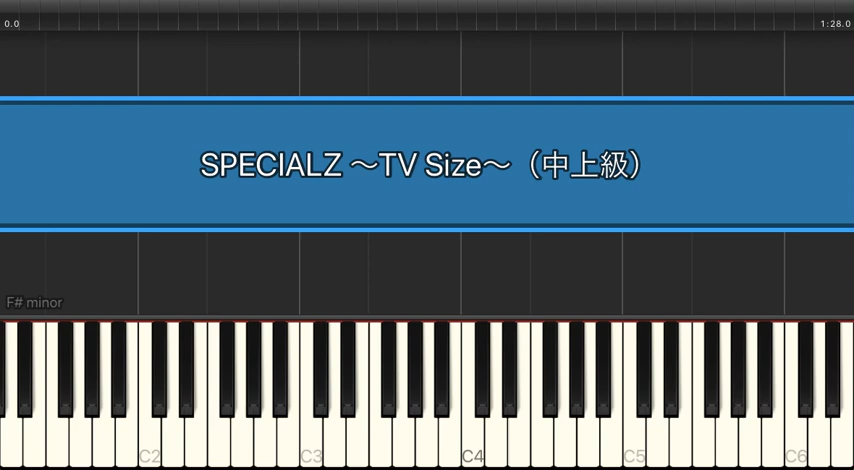 0.0 1:28.0
SPECIALZ ～TV Size～（中上級）
F# minor
C2 C3 C4 C5 C6